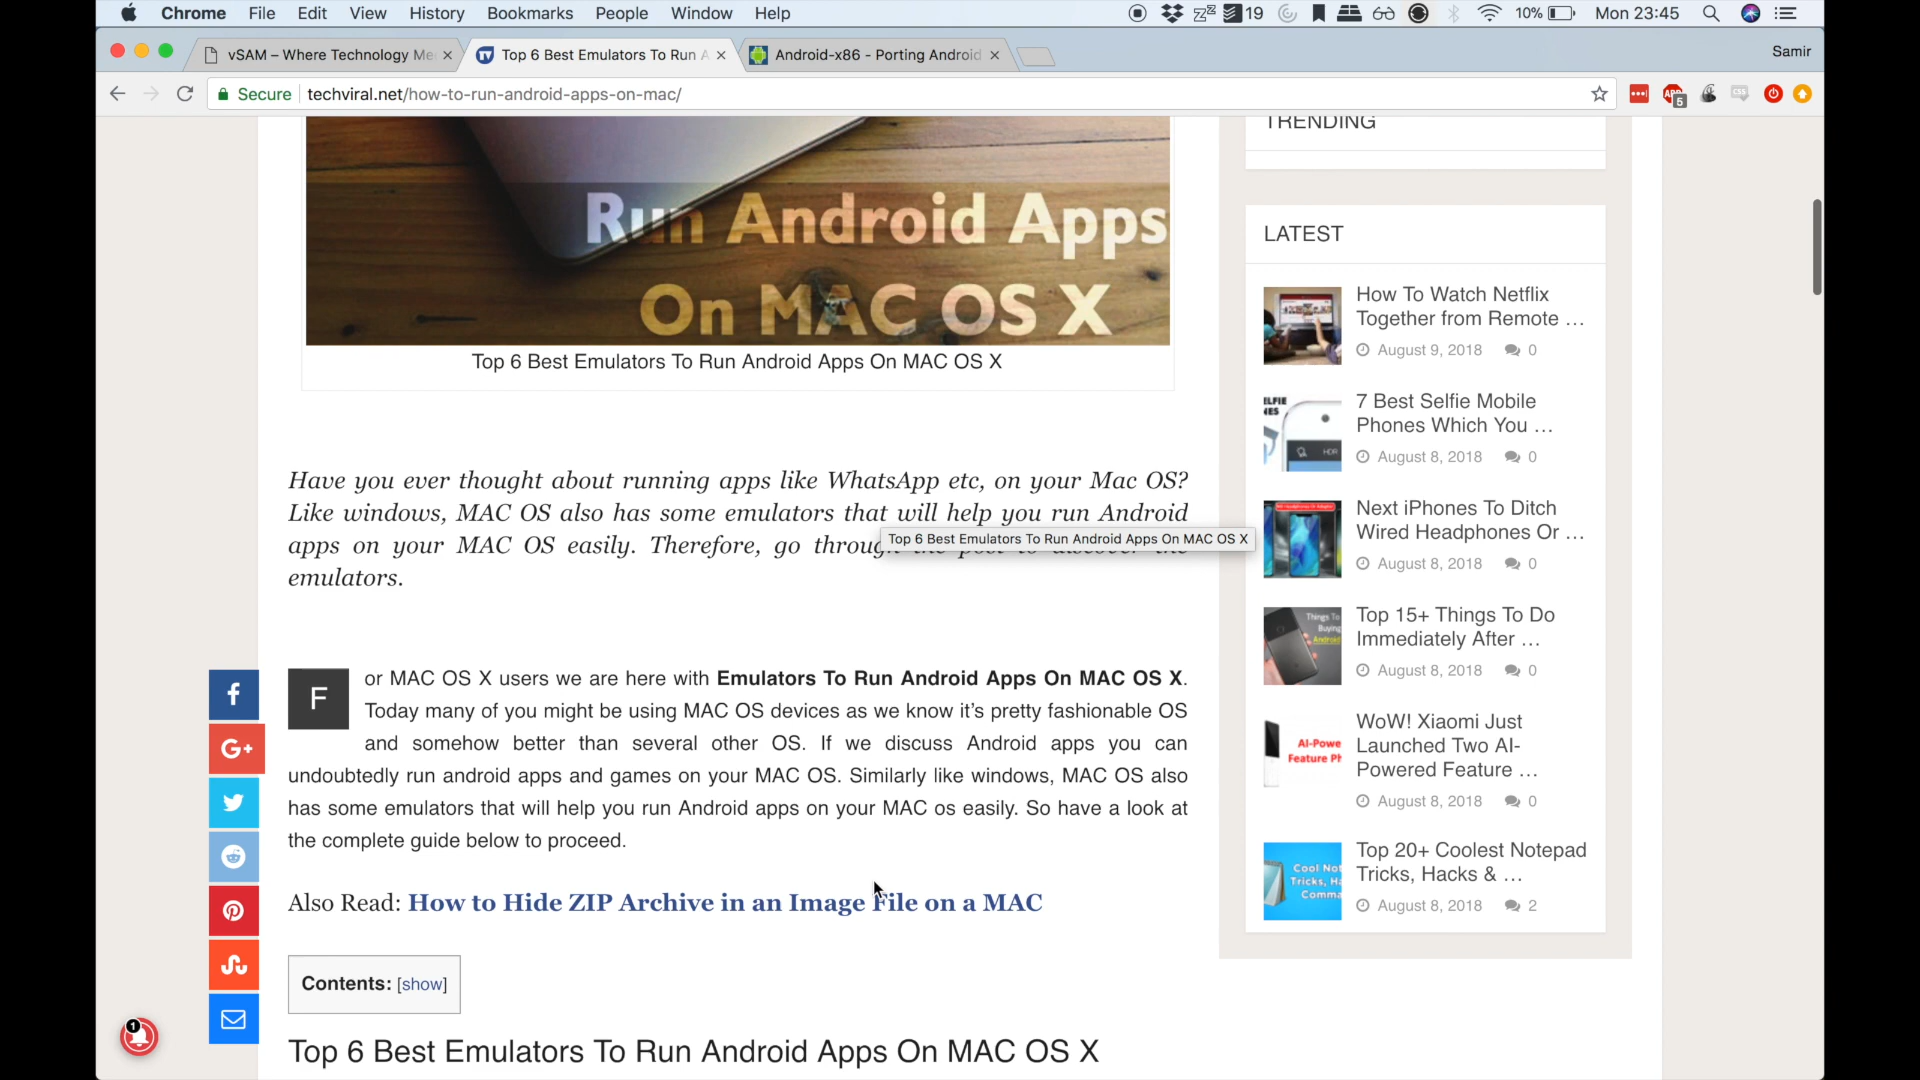 Chrome File Edit View History Bookmarks People Window Help 19 10% Mon 23:45
vSAM – Where Technology Me
Top 6 Best Emulators To Run A
Android-x86 - Porting Android
Samir
Secure techviral.net/how-to-run-android-apps-on-mac/
5
Run Android Apps
On MAC OS X
Top 6 Best Emulators To Run Android Apps On MAC OS X
Have you ever thought about running apps like WhatsApp etc, on your Mac OS?
Like windows, MAC OS also has some emulators that will help you run Android
apps on your MAC OS easily. Therefore, go through
emulators.
Top 6 Best Emulators To Run Android Apps On MAC OS X
For MAC OS X users we are here with Emulators To Run Android Apps On MAC OS X.
Today many of you might be using MAC OS devices as we know it’s pretty fashionable OS
and somehow better than several other OS. If we discuss Android apps you can
undoubtedly run android apps and games on your MAC OS. Similarly like windows, MAC OS also
has some emulators that will help you run Android apps on your MAC os easily. So have a look at
the complete guide below to proceed.
Also Read: How to Hide ZIP Archive in an Image File on a MAC
G+
Contents: [show]
1
Top 6 Best Emulators To Run Android Apps On MAC OS X
TRENDING
LATEST
How To Watch Netflix
Together from Remote ...
August 9, 2018 0
7 Best Selfie Mobile
Phones Which You ...
August 8, 2018 0
Next iPhones To Ditch
Wired Headphones Or ...
August 8, 2018 0
Top 15+ Things To Do
Immediately After ...
August 8, 2018 0
WoW! Xiaomi Just
Launched Two AI-
Powered Feature ...
August 8, 2018 0
Top 20+ Coolest Notepad
Tricks, Hacks & ...
August 8, 2018 2